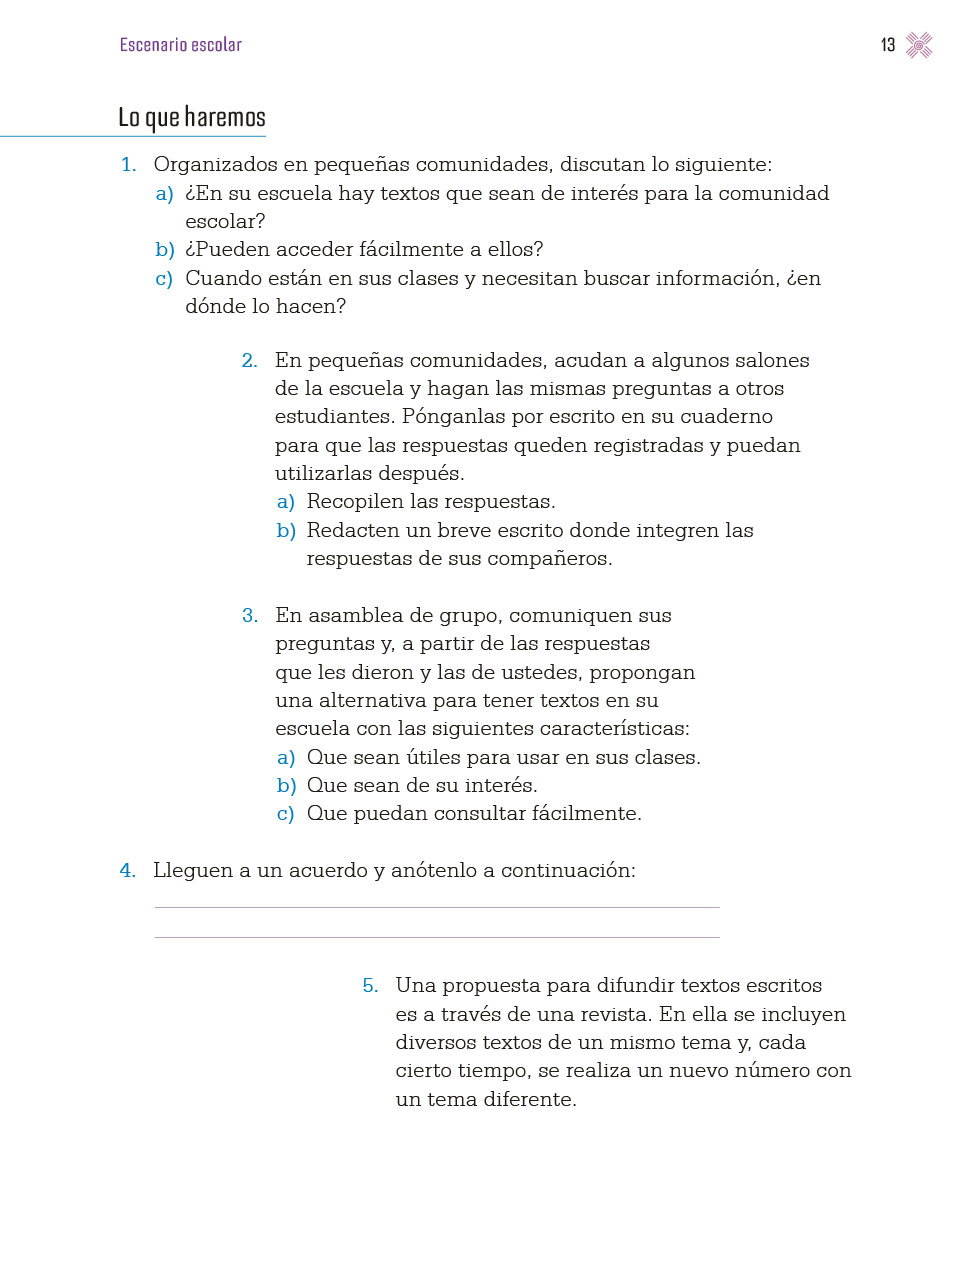 Escenario escolar
13
Lo que haremos
1. Organizados en pequeñas comunidades, discutan lo siguiente:
a) ¿En su escuela hay textos que sean de interés para la comunidad
escolar?
b) ¿Pueden acceder fácilmente a ellos?
c) Cuando están en sus clases y necesitan buscar información, ¿en
dónde lo hacen?
2. En pequeñas comunidades, acudan a algunos salones
de la escuela y hagan las mismas preguntas a otros
estudiantes. Pónganlas por escrito en su cuaderno
para que las respuestas queden registradas y puedan
utilizarlas después.
a) Recopilen las respuestas.
b) Redacten un breve escrito donde integren las
respuestas de sus compañeros.
3. En asamblea de grupo, comuniquen sus
preguntas y, a partir de las respuestas
que les dieron y las de ustedes, propongan
una alternativa para tener textos en su
escuela con las siguientes características:
a) Que sean útiles para usar en sus clases.
b) Que sean de su interés.
c) Que puedan consultar fácilmente.
4. Lleguen a un acuerdo y anótenlo a continuación:
5. Una propuesta para difundir textos escritos
es a través de una revista. En ella se incluyen
diversos textos de un mismo tema y, cada
cierto tiempo, se realiza un nuevo número con
un tema diferente.